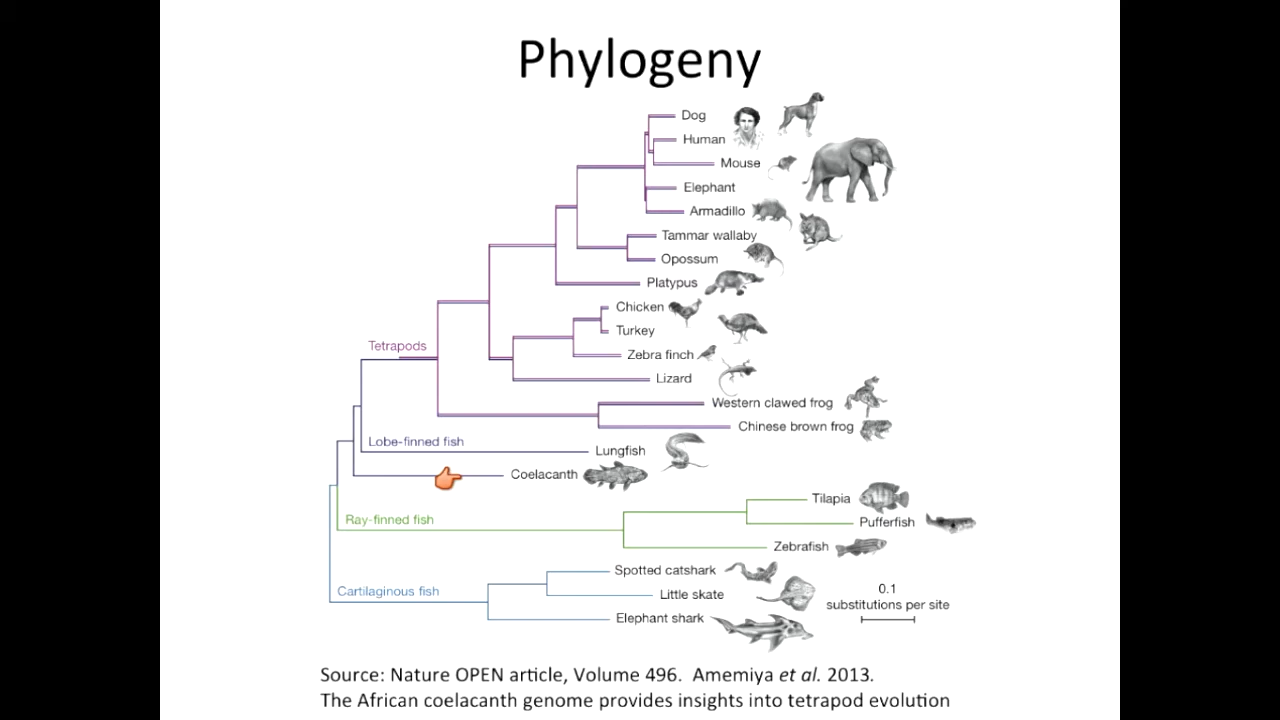 Phylogeny
Dog
Human
Mouse
Elephant
Armadillo
Tammar wallaby
Opossum
Platypus
Chicken
Turkey
Tetrapods
Zebra finch
Lizard
Western clawed frog
Chinese brown frog
Lobe-finned fish
Lungfish
Coelacanth
Tilapia
Ray-finned fish
Pufferfish
Zebrafish
Spotted catshark
Cartilaginous fish
Little skate
Elephant shark
0.1
substitutions per site
Source: Nature OPEN article, Volume 496. Amemiya et al. 2013.
The African coelacanth genome provides insights into tetrapod evolution